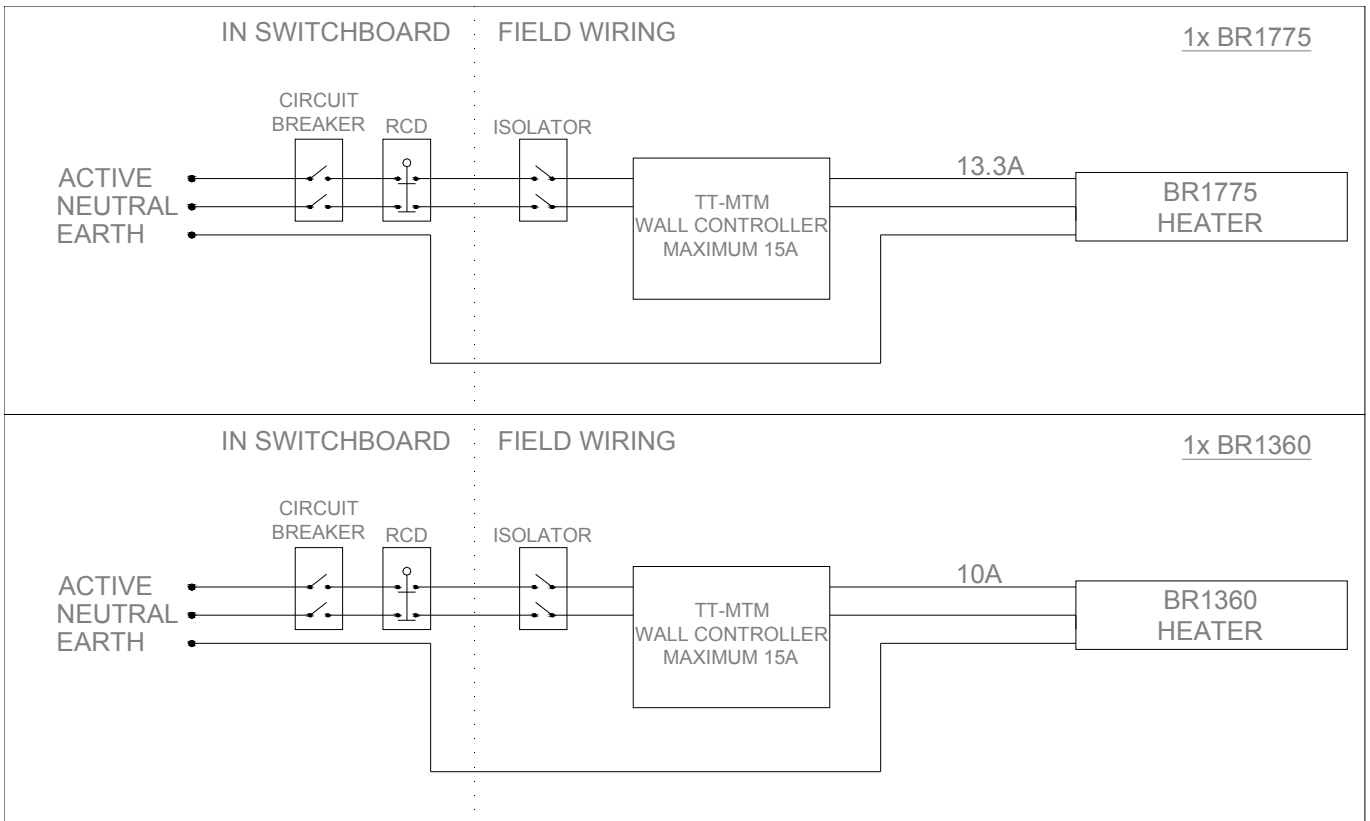 IN SWITCHBOARD
FIELD WIRING
1x BR1775
CIRCUIT
BREAKER
RCD
ISOLATOR
ACTIVE
NEUTRAL
EARTH
TT-MTM
WALL CONTROLLER
MAXIMUM 15A
13.3A
BR1775
HEATER
IN SWITCHBOARD
FIELD WIRING
1x BR1360
CIRCUIT
BREAKER
RCD
ISOLATOR
ACTIVE
NEUTRAL
EARTH
TT-MTM
WALL CONTROLLER
MAXIMUM 15A
10A
BR1360
HEATER